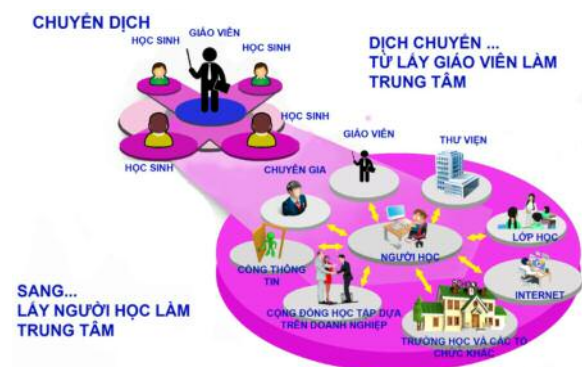 CHUYỂN DỊCH
HỌC SINH
GIÁO VIÊN
HỌC SINH
HỌC SINH
HỌC SINH
DỊCH CHUYỂN ...
TỪ LẤY GIÁO VIÊN LÀM
TRUNG TÂM
GIÁO VIÊN
THƯ VIỆN
CHUYÊN GIA
LỚP HỌC
NGƯỜI HỌC
CÔNG THÔNG
TIN
INTERNET
CỘNG ĐỒNG HỌC TẬP DỰA
TRÊN DOANH NGHIỆP
TRƯỜNG HỌC VÀ CÁC TỔ
CHỨC KHÁC
SANG...
LẤY NGƯỜI HỌC LÀM
TRUNG TÂM